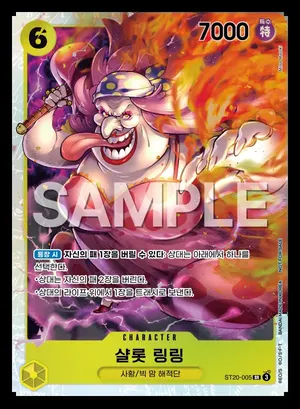 6
7000
특수
特
SAMPLE
등장 시 자신의 패 1장을 버릴 수 있다: 상대는 아래에서 하나를
선택한다.
·상대는 자신의 패 2장을 버린다.
·상대의 라이프 위에서 1장을 트래시로 보낸다.
CHARACTER
샬롯 링링
사황/빅 맘 해적단
ST20-005 3